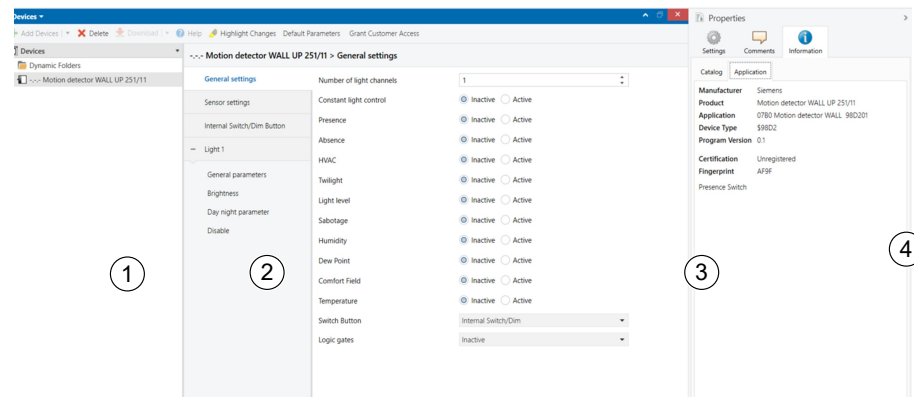 Devices
Add Devices Delete Download Help Highlight Changes Default Parameters Grant Customer Access
Devices
Dynamic Folders
-.-.- Motion detector WALL UP 251/11
-.-.- Motion detector WALL UP 251/11 > General settings
General settings
Sensor settings
Internal Switch/Dim Button
Light 1
General parameters
Brightness
Day night parameter
Disable
Number of light channels 1
Constant light control Inactive Active
Presence Inactive Active
Absence Inactive Active
HVAC Inactive Active
Twilight Inactive Active
Light level Inactive Active
Sabotage Inactive Active
Humidity Inactive Active
Dew Point Inactive Active
Comfort Field Inactive Active
Temperature Inactive Active
Switch Button Internal Switch/Dim
Logic gates Inactive
Properties
Settings Comments Information
Catalog Application
Manufacturer Siemens
Product Motion detector WALL UP 251/11
Application 07B0 Motion detector WALL 98D201
Device Type $98D2
Program Version 0.1
Certification Unregistered
Fingerprint AF9F
Presence Switch
1
2
3
4